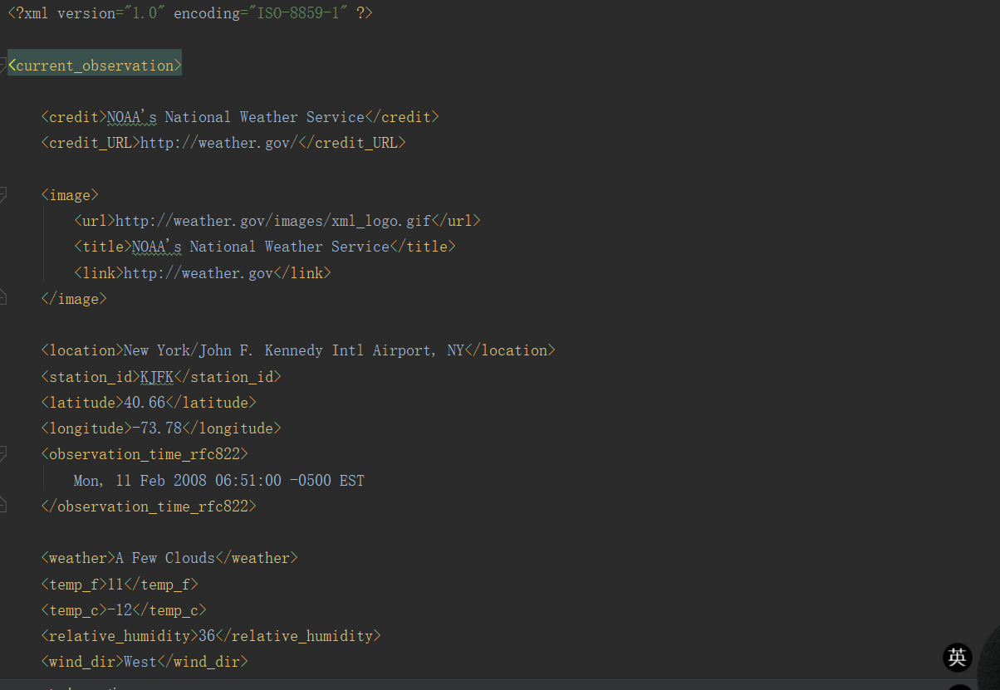 <?xml version="1.0" encoding="ISO-8859-1" ?>
<current_observation>
<credit>NOAA's National Weather Service</credit>
<credit_URL>http://weather.gov/</credit_URL>
<image>
<url>http://weather.gov/images/xml_logo.gif</url>
<title>NOAA's National Weather Service</title>
<link>http://weather.gov</link>
</image>
<location>New York/John F. Kennedy Intl Airport, NY</location>
<station_id>KJFK</station_id>
<latitude>40.66</latitude>
<longitude>-73.78</longitude>
<observation_time_rfc822>
Mon, 11 Feb 2008 06:51:00 -0500 EST
</observation_time_rfc822>
<weather>A Few Clouds</weather>
<temp_f>11</temp_f>
<temp_c>-12</temp_c>
<relative_humidity>36</relative_humidity>
<wind_dir>West</wind_dir>
英